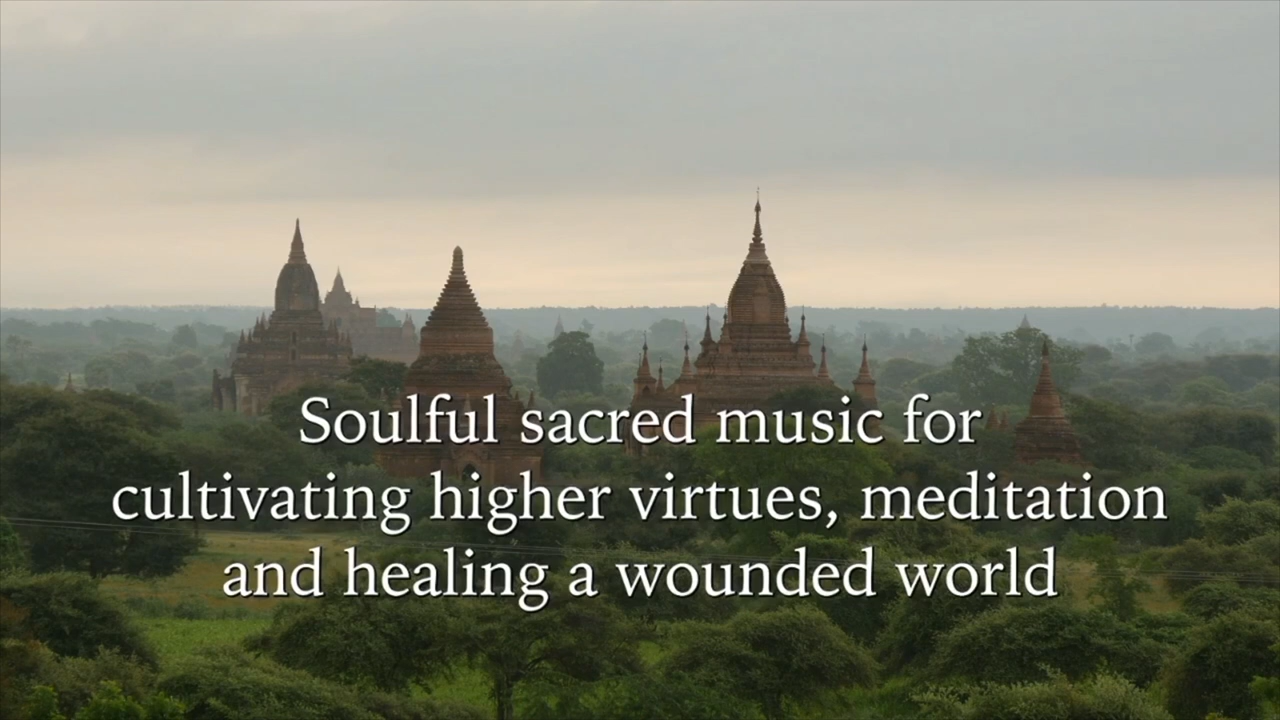 Soulful sacred music for
cultivating higher virtues, meditation
and healing a wounded world